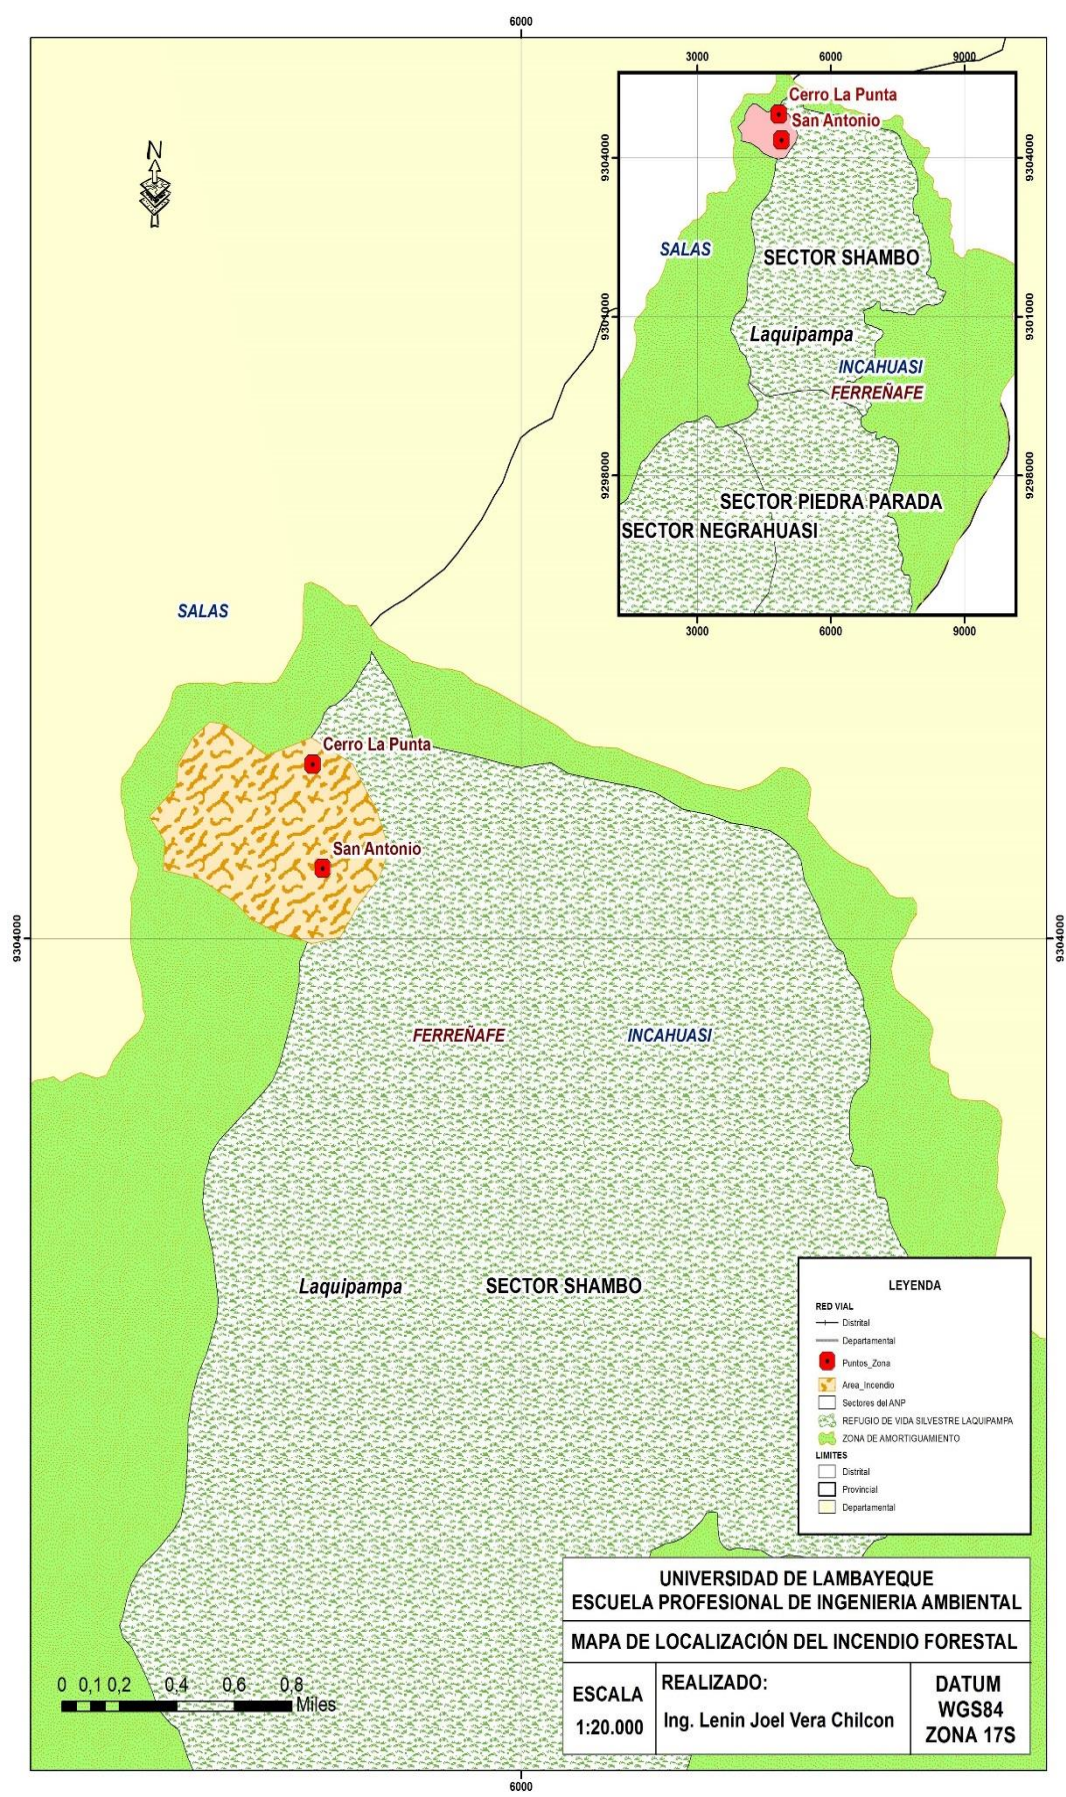 6000
3000 6000 9000
Cerro La Punta
San Antonio
9304000
9304000
SALAS
SECTOR SHAMBO
9301000
9301000
Laquipampa
INCAHUASI
FERREÑAFE
9298000
9298000
SECTOR PIEDRA PARADA
SECTOR NEGRAHUASI
3000 6000 9000
N
SALAS
Cerro La Punta
San Antonio
9304000
9304000
FERREÑAFE INCAHUASI
Laquipampa SECTOR SHAMBO
LEYENDA
RED VIAL
Distrital
Departamental
Puntos_Zona
Area_Incendio
Sectores del ANP
REFUGIO DE VIDA SILVESTRE LAQUIPAMPA
ZONA DE AMORTIGUAMIENTO
LIMITES
Distrital
Provincial
Departamental
UNIVERSIDAD DE LAMBAYEQUE
ESCUELA PROFESIONAL DE INGENIERIA AMBIENTAL
MAPA DE LOCALIZACIÓN DEL INCENDIO FORESTAL
ESCALA
1:20.000
REALIZADO:
Ing. Lenin Joel Vera Chilcon
DATUM
WGS84
ZONA 17S
0 0,1 0,2 0,4 0,6 0,8
Miles
6000